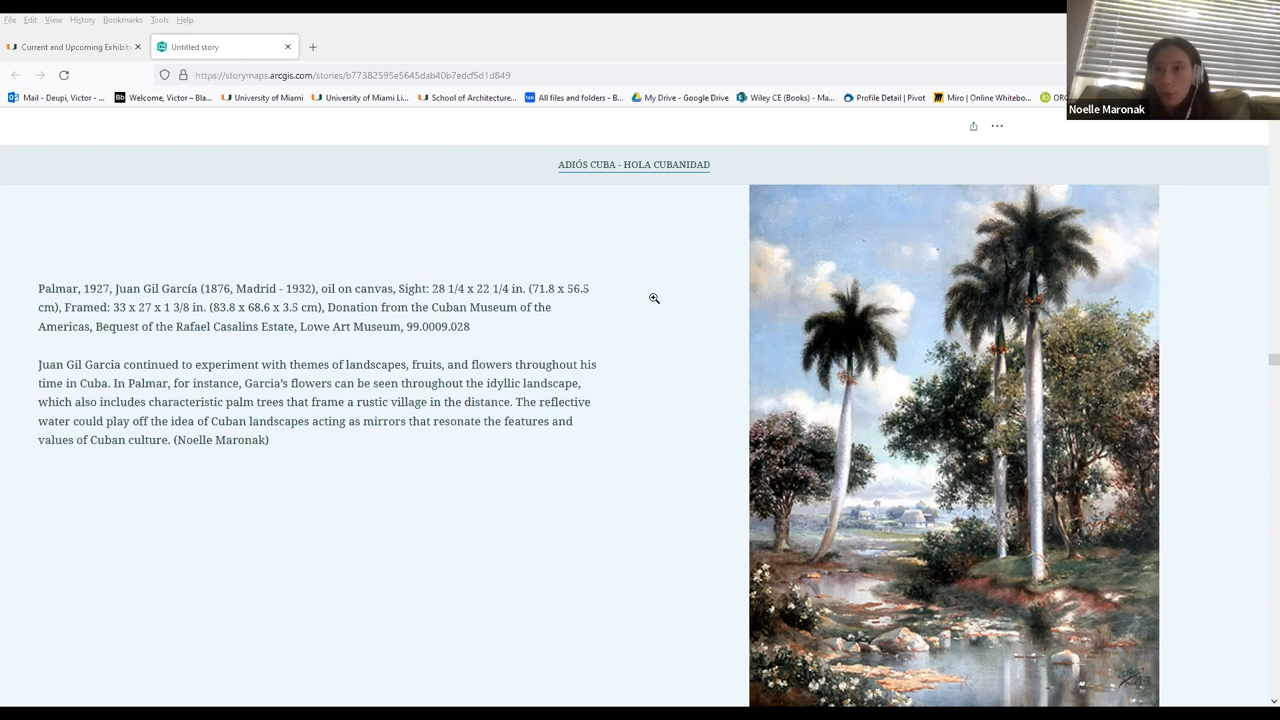 File Edit View History Bookmarks Tools Help
Current and Upcoming Exhibit
Untitled story
https://storymaps.arcgis.com/stories/b77382595e5645dab40b7edcf5d1d849
Mail - Deupi, Victor - ... Welcome, Victor – Bla... University of Miami University of Miami Li... School of Architecture... All files and folders - B... My Drive - Google Drive Wiley CE (Books) - Ma... Profile Detail | Pivot Miro | Online Whitebo...
Noelle Maronak
ADIÓS CUBA - HOLA CUBANIDAD
Palmar, 1927, Juan Gil García (1876, Madrid - 1932), oil on canvas, Sight: 28 1/4 x 22 1/4 in. (71.8 x 56.5
cm), Framed: 33 x 27 x 1 3/8 in. (83.8 x 68.6 x 3.5 cm), Donation from the Cuban Museum of the
Americas, Bequest of the Rafael Casalins Estate, Lowe Art Museum, 99.0009.028
Juan Gil Garcia continued to experiment with themes of landscapes, fruits, and flowers throughout his
time in Cuba. In Palmar, for instance, Garcia’s flowers can be seen throughout the idyllic landscape,
which also includes characteristic palm trees that frame a rustic village in the distance. The reflective
water could play off the idea of Cuban landscapes acting as mirrors that resonate the features and
values of Cuban culture. (Noelle Maronak)